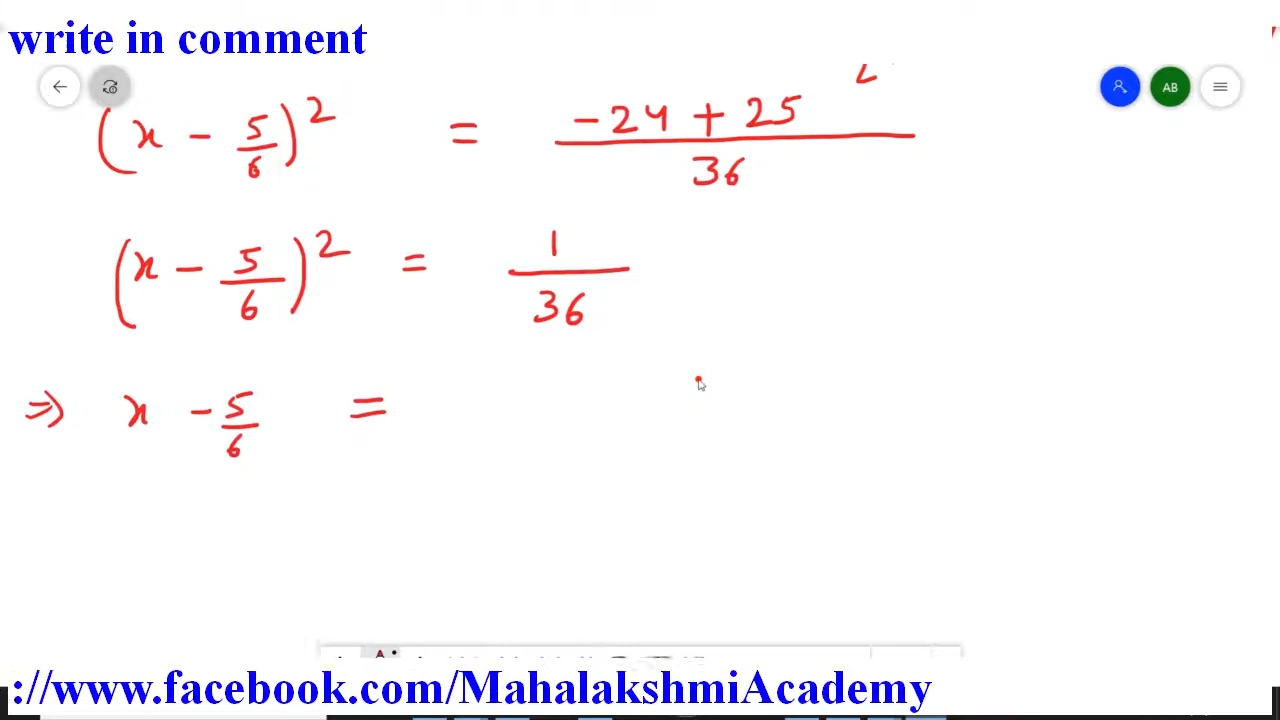 write in comment
AB
(x - 5/6)^2 = (-24 + 25)/36
(x - 5/6)^2 = 1/36
⇒ x - 5/6 =
://www.facebook.com/MahalakshmiAcademy